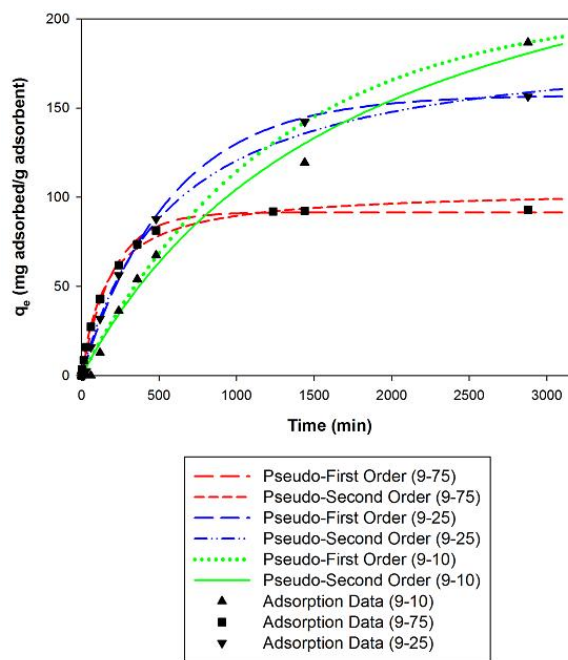 200
150
100
50
0
qe (mg adsorbed/g adsorbent)
0 500 1000 1500 2000 2500 3000
Time (min)
Pseudo-First Order (9-75)
Pseudo-Second Order (9-75)
Pseudo-First Order (9-25)
Pseudo-Second Order (9-25)
Pseudo-First Order (9-10)
Pseudo-Second Order (9-10)
Adsorption Data (9-10)
Adsorption Data (9-75)
Adsorption Data (9-25)